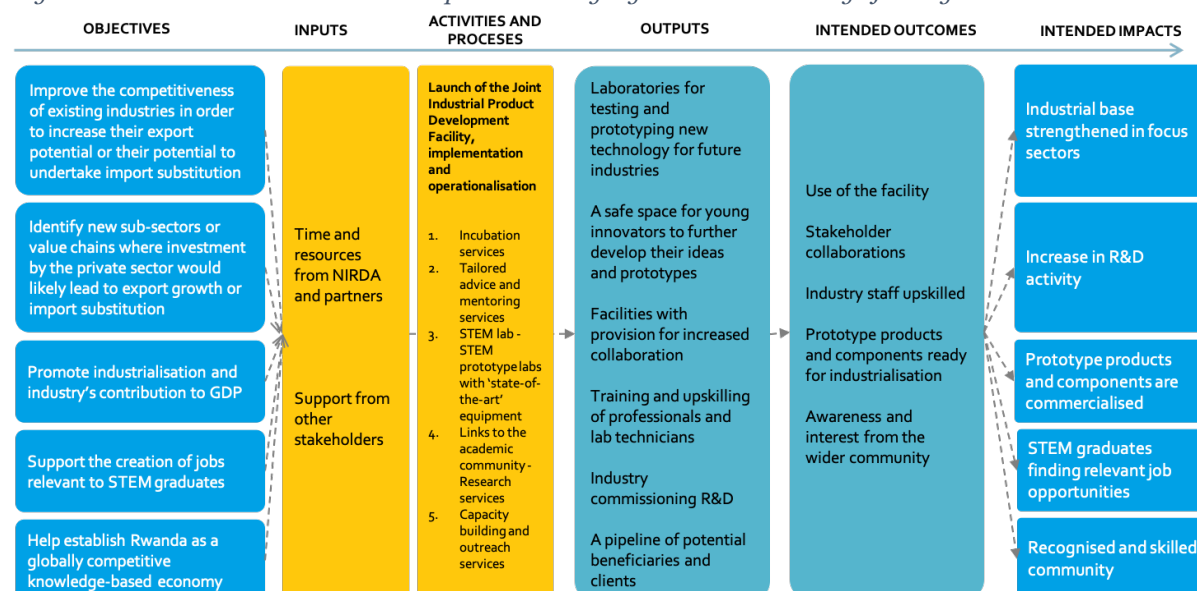 OBJECTIVES
INPUTS
ACTIVITIES AND
PROCESES
OUTPUTS
INTENDED OUTCOMES
INTENDED IMPACTS
Improve the competitiveness
of existing industries in order
to increase their export
potential or their potential to
undertake import substitution
Identify new sub-sectors or
value chains where investment
by the private sector would
likely lead to export growth or
import substitution
Promote industrialisation and
industry's contribution to GDP
Support the creation of jobs
relevant to STEM graduates
Help establish Rwanda as a
globally competitive
knowledge-based economy
Time and
resources
from NIRDA
and partners
Support from
other
stakeholders
Launch of the Joint
Industrial Product
Development
Facility,
implementation
and
operationalisation
1. Incubation
services
2. Tailored
advice and
mentoring
services
3. STEM lab -
STEM
prototype labs
with 'state-of-
the-art'
equipment
4. Links to the
academic
community -
Research
services
5. Capacity
building and
outreach
services
Laboratories for
testing and
prototyping new
technology for future
industries
A safe space for young
innovators to further
develop their ideas
and prototypes
Facilities with
provision for increased
collaboration
Training and upskilling
of professionals and
lab technicians
Industry
commissioning R&D
A pipeline of potential
beneficiaries and
clients
Use of the facility
Stakeholder
collaborations
Industry staff upskilled
Prototype products
and components ready
for industrialisation
Awareness and
interest from the
wider community
Industrial base
strengthened in focus
sectors
Increase in R&D
activity
Prototype products
and components are
commercialised
STEM graduates
finding relevant job
opportunities
Recognised and skilled
community